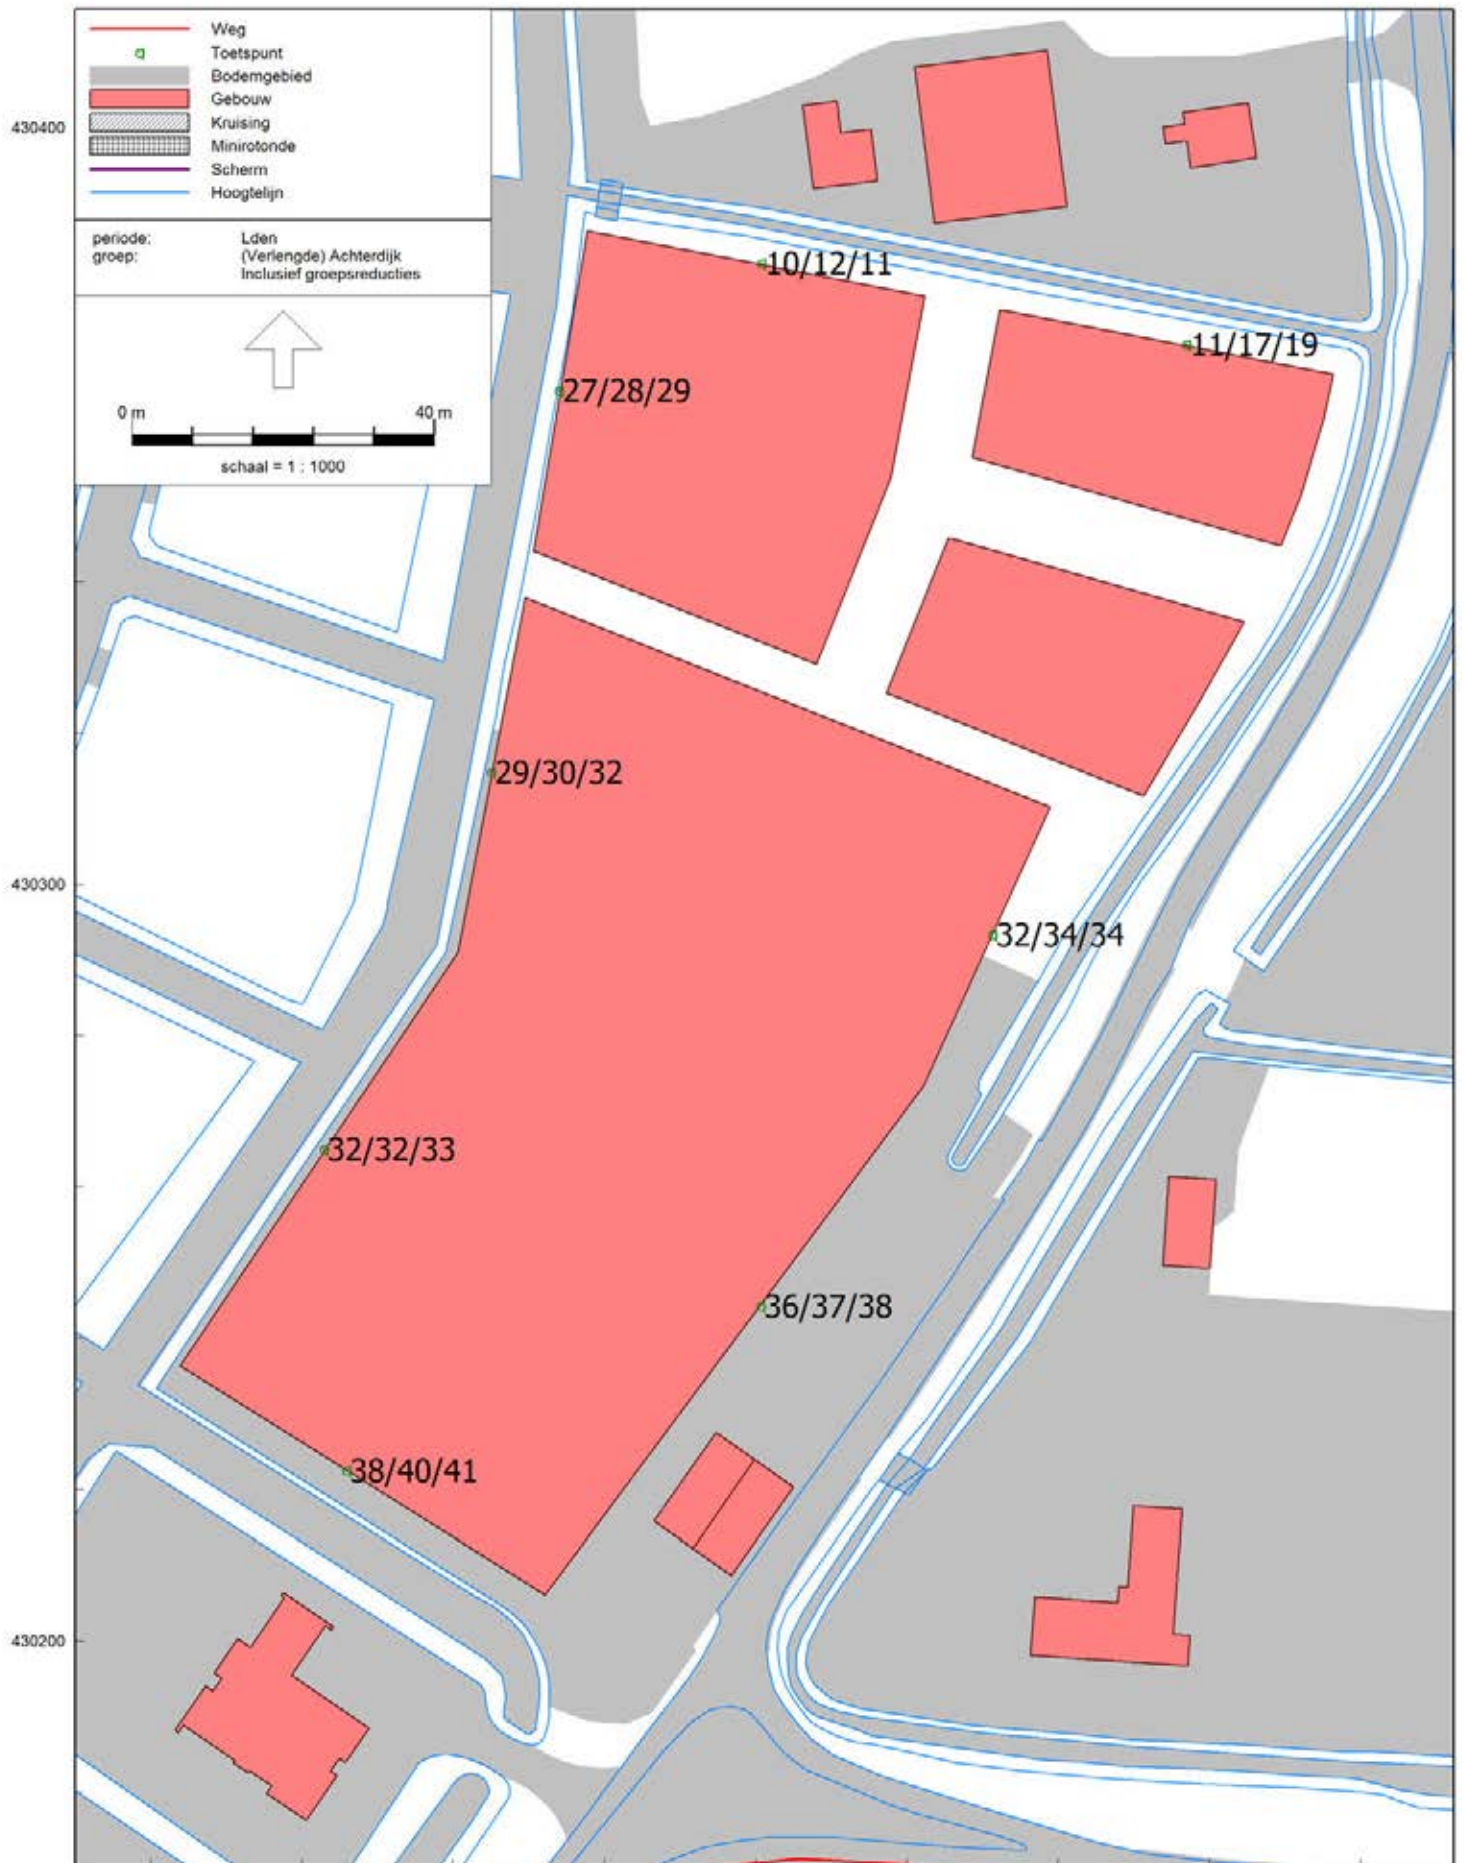 Weg
Toetspunt
Bodemgebied
Gebouw
Kruising
Minirotonde
Scherm
Hoogtelijn
periode: Lden
groep: (Verlengde) Achterdijk
Inclusief groepsreducties
0 m 40 m
schaal = 1 : 1000
430400
10/12/11
11/17/19
27/28/29
29/30/32
430300
32/34/34
32/32/33
36/37/38
38/40/41
430200